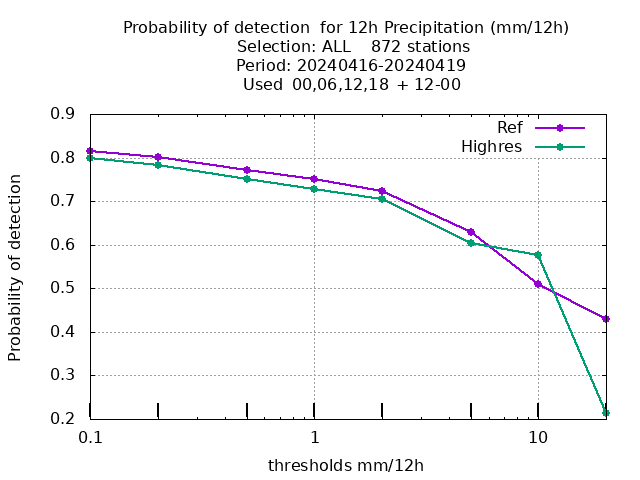 Probability of detection  for 12h Precipitation (mm/12h)
Selection: ALL    872 stations
Period: 20240416-20240419
Used  00,06,12,18  + 12-00
Ref
Highres
0.9
0.8
0.7
0.6
0.5
0.4
0.3
0.2
Probability of detection
0.1
1
10
thresholds mm/12h